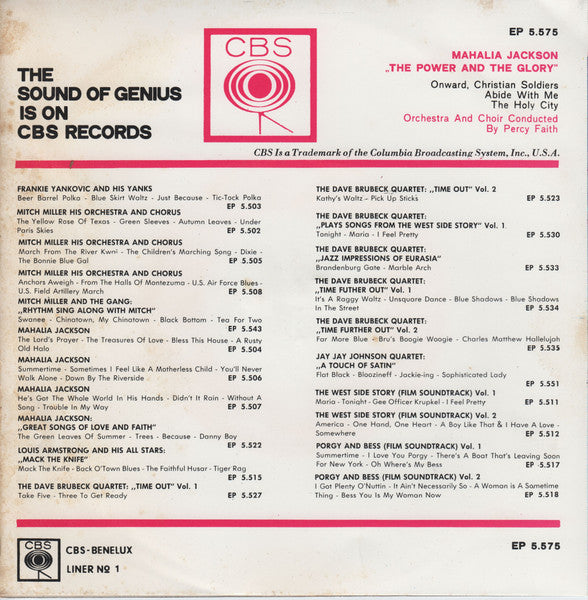 EP 5.575
CBS
THE
SOUND OF GENIUS
IS ON
CBS RECORDS
MAHALIA JACKSON
„THE POWER AND THE GLORY"
Onward, Christian Soldiers
Abide With Me
The Holy City
Orchestra And Choir Conducted
By Percy Faith
CBS Is a Trademark of the Columbia Broadcasting System, Inc., U.S.A.
FRANKIE YANKOVIC AND HIS YANKS
Beer Barrel Polka - Blue Skirt Waltz - Just Because - Tic-Tock Polka
EP 5.503
MITCH MILLER HIS ORCHESTRA AND CHORUS
The Yellow Rose Of Texas - Green Sleeves - Autumn Leaves - Under
Paris Skies EP 5.502
MITCH MILLER HIS ORCHESTRA AND CHORUS
March From The River Kwni - The Children's Marching Song - Dixie -
The Bonnie Blue Gal EP 5.505
MITCH MILLER HIS ORCHESTRA AND CHORUS
Anchors Aweigh - From The Halls Of Montezuma - U.S. Air Force Blues -
U.S. Field Artillery March EP 5.508
MITCH MILLER AND THE GANG:
„RHYTHM SING ALONG WITH MITCH"
Swanee - Chinatown, My Chinatown - Black Bottom - Tea For Two
EP 5.543
MAHALIA JACKSON
The Lord's Prayer - The Treasures Of Love - Bless This House - A Rusty
Old Halo EP 5.504
MAHALIA JACKSON
Summertime - Sometimes I Feel Like A Motherless Child - You'll Never
Walk Alone - Down By The Riverside EP 5.506
MAHALIA JACKSON
He's Got The Whole World In His Hands - Didn't It Rain - Without A
Song - Trouble In My Way EP 5.507
MAHALIA JACKSON:
„GREAT SONGS OF LOVE AND FAITH"
The Green Leaves Of Summer - Trees - Because - Danny Boy
EP 5.522
LOUIS ARMSTRONG AND HIS ALL STARS:
„MACK THE KNIFE"
Mack The Knife - Back O'Town Blues - The Faithful Husar - Tiger Rag
EP 5.515
THE DAVE BRUBECK QUARTET: „TIME OUT" Vol. 1
Take Five - Three To Get Ready EP 5.527
THE DAVE BRUBECK QUARTET: „TIME OUT" Vol. 2
Kathy's Waltz - Pick Up Sticks EP 5.523
THE DAVE BRUBECK QUARTET:
„PLAYS SONGS FROM THE WEST SIDE STORY" Vol. 1
Tonight - Maria - I Feel Pretty EP 5.530
THE DAVE BRUBECK QUARTET:
„JAZZ IMPRESSIONS OF EURASIA"
Brandenburg Gate - Marble Arch EP 5.533
THE DAVE BRUBECK QUARTET:
„TIME FUTHER OUT" Vol. 1
It's A Raggy Waltz - Unsquare Dance - Blue Shadows - Blue Shadows
In The Street EP 5.534
THE DAVE BRUBECK QUARTET:
„TIME FURTHER OUT" Vol. 2
Far More Blue - Bru's Boogie Woogie - Charles Matthew Hallelujah
EP 5.535
JAY JAY JOHNSON QUARTET:
„A TOUCH OF SATIN"
Flat Black - Bloozineff - Jackie-ing - Sophisticated Lady
EP 5.551
THE WEST SIDE STORY (FILM SOUNDTRACK) Vol. 1
Maria - Tonight - Gee Officer Krupkel - I Feel Pretty EP 5.511
THE WEST SIDE STORY (FILM SOUNDTRACK) Vol. 2
America - One Hand, One Heart - A Boy Like That & I Have A Love -
Somewhere EP 5.512
PORGY AND BESS (FILM SOUNDTRACK) Vol. 1
Summertime - I Love You Porgy - There's A Boat That's Leaving Soon
For New York - Oh Where's My Bess EP 5.517
PORGY AND BESS (FILM SOUNDTRACK) Vol. 2
I Got Plenty O'Nuttin - It Ain't Necessarily So - A Woman is A Sometime
Thing - Bess You Is My Woman Now EP 5.518
CBS
CBS-BENELUX
LINER No 1
EP 5.575